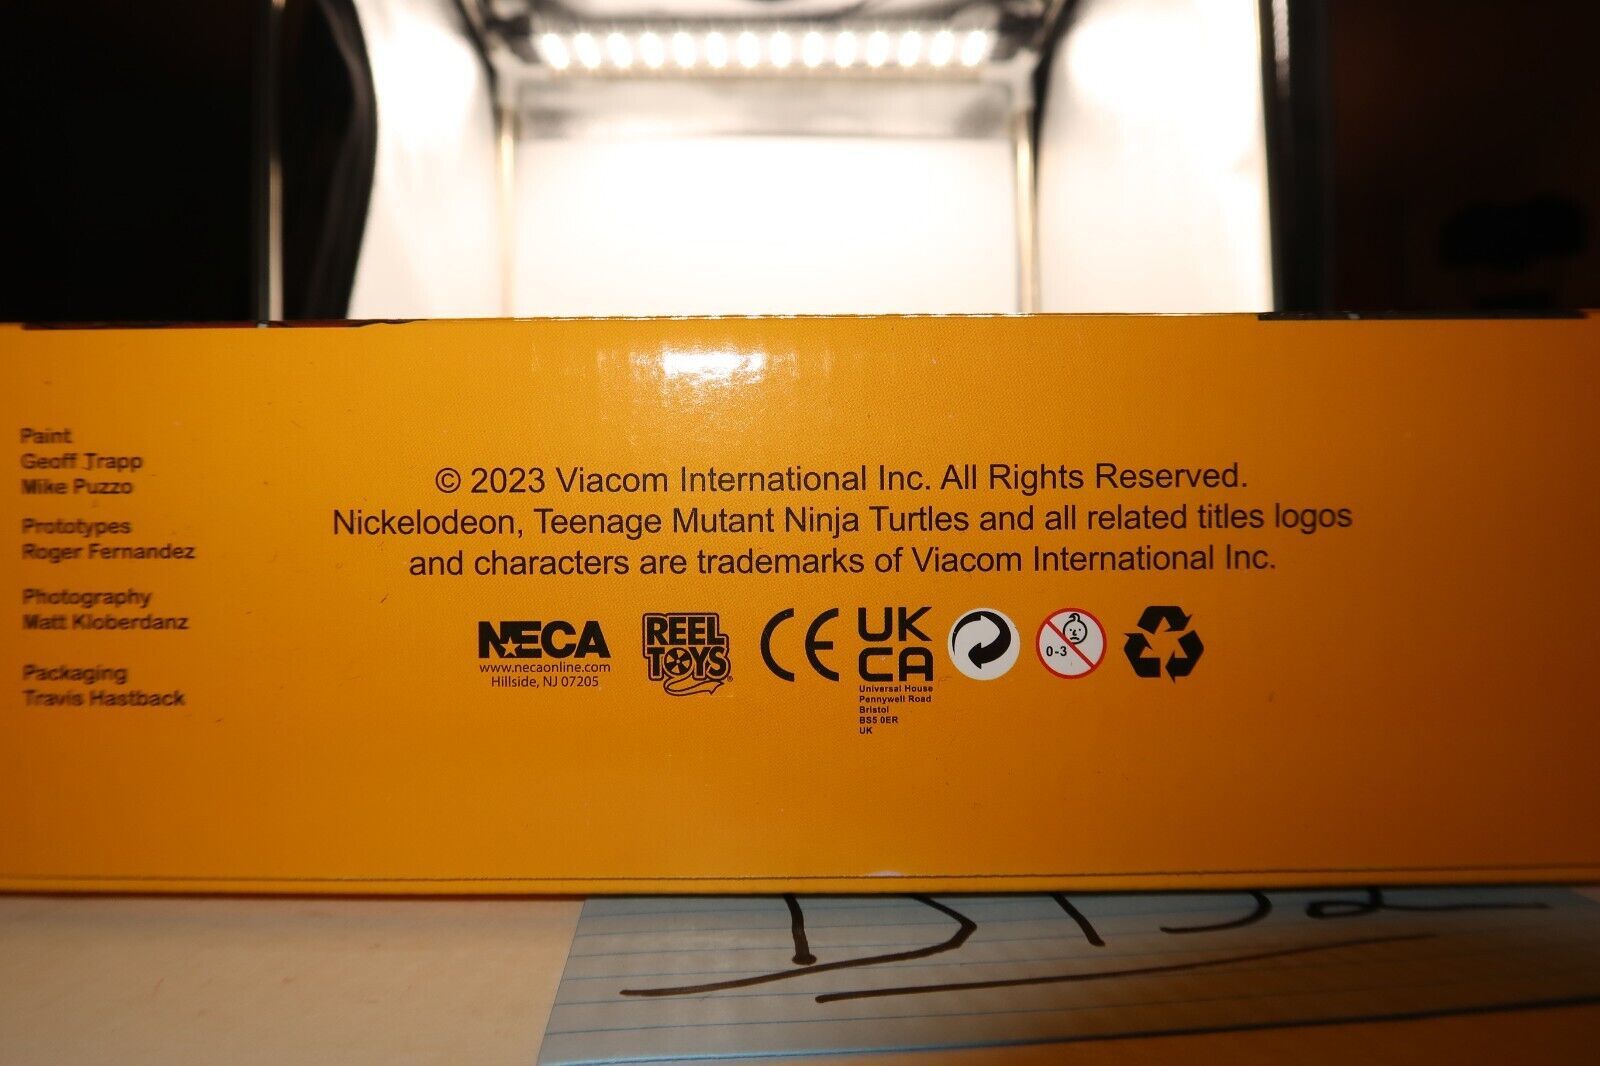 Paint
Geoff Trapp
Mike Puzzo
Prototypes
Roger Fernandez
Photography
Matt Kloberdanz
Packaging
Travis Hastback
© 2023 Viacom International Inc. All Rights Reserved.
Nickelodeon, Teenage Mutant Ninja Turtles and all related titles logos
and characters are trademarks of Viacom International Inc.
NECA
www.necaonline.com
Hillside, NJ 07205
REEL
TOYS
®
CE
UK
CA
Universal House
Pennywell Road
Bristol
BS5 0ER
UK
0-3